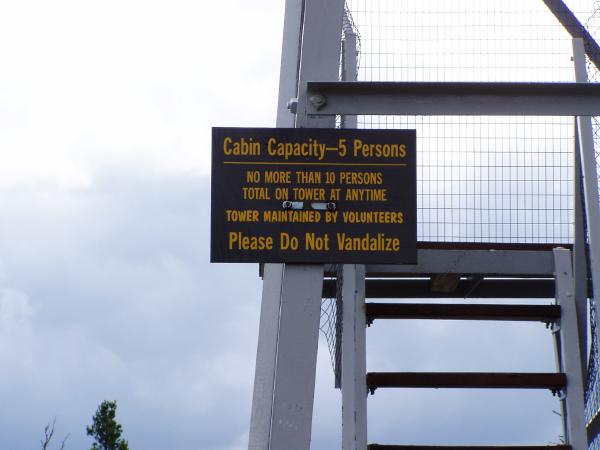 Cabin Capacity—5 Persons
NO MORE THAN 10 PERSONS
TOTAL ON TOWER AT ANYTIME
TOWER MAINTAINED BY VOLUNTEERS
Please Do Not Vandalize